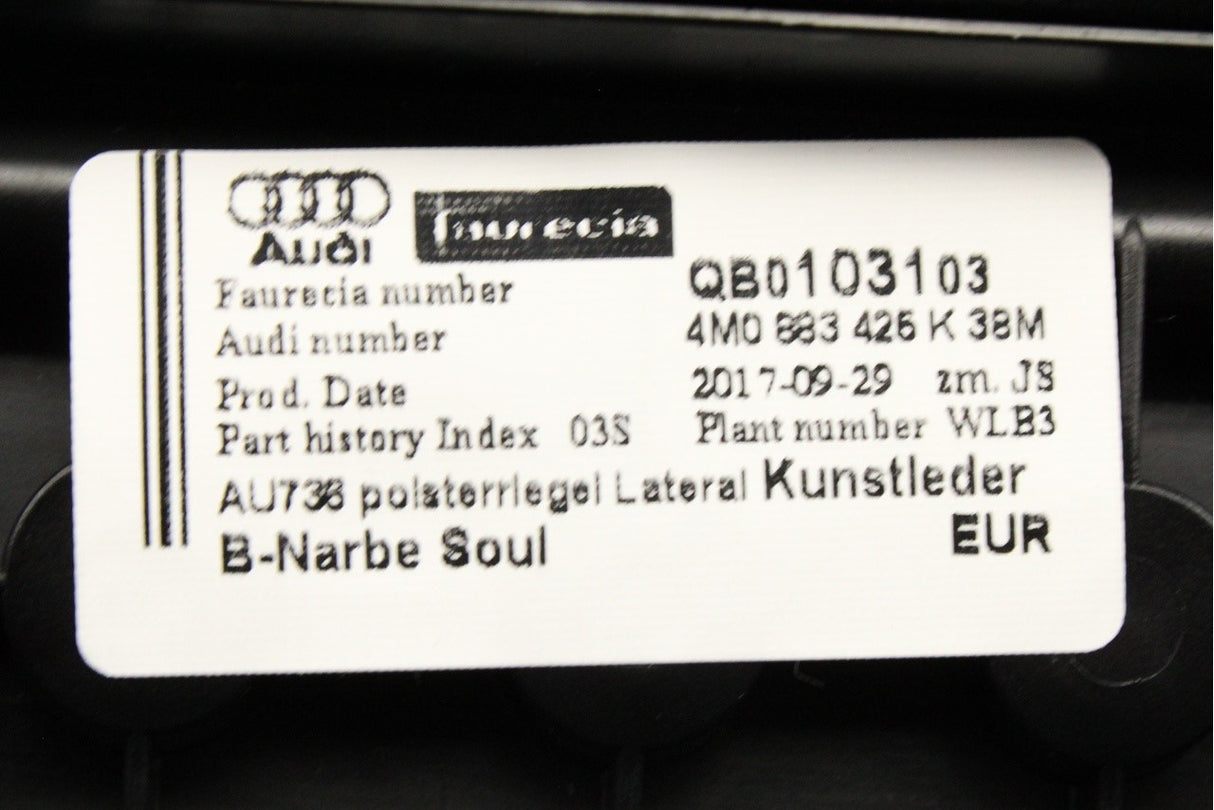 Audi faurecia
Faurecia number QB0103103
Audi number 4M0 883 426 K 38M
Prod. Date 2017-09-29 zm. JS
Part history Index 03S Plant number WLB3
AU736 polsterriegel Lateral Kunstleder
B-Narbe Soul EUR